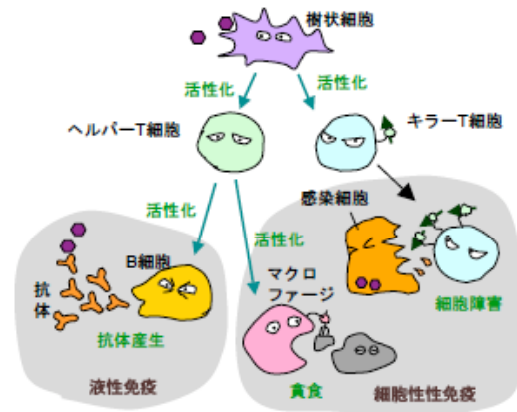 樹状細胞
活性化
活性化
ヘルパーT細胞
キラーT細胞
感染細胞
活性化
活性化
B細胞
マクロ
ファージ
抗
体
細胞障害
抗体産生
貪食
液性免疫
細胞性性免疫